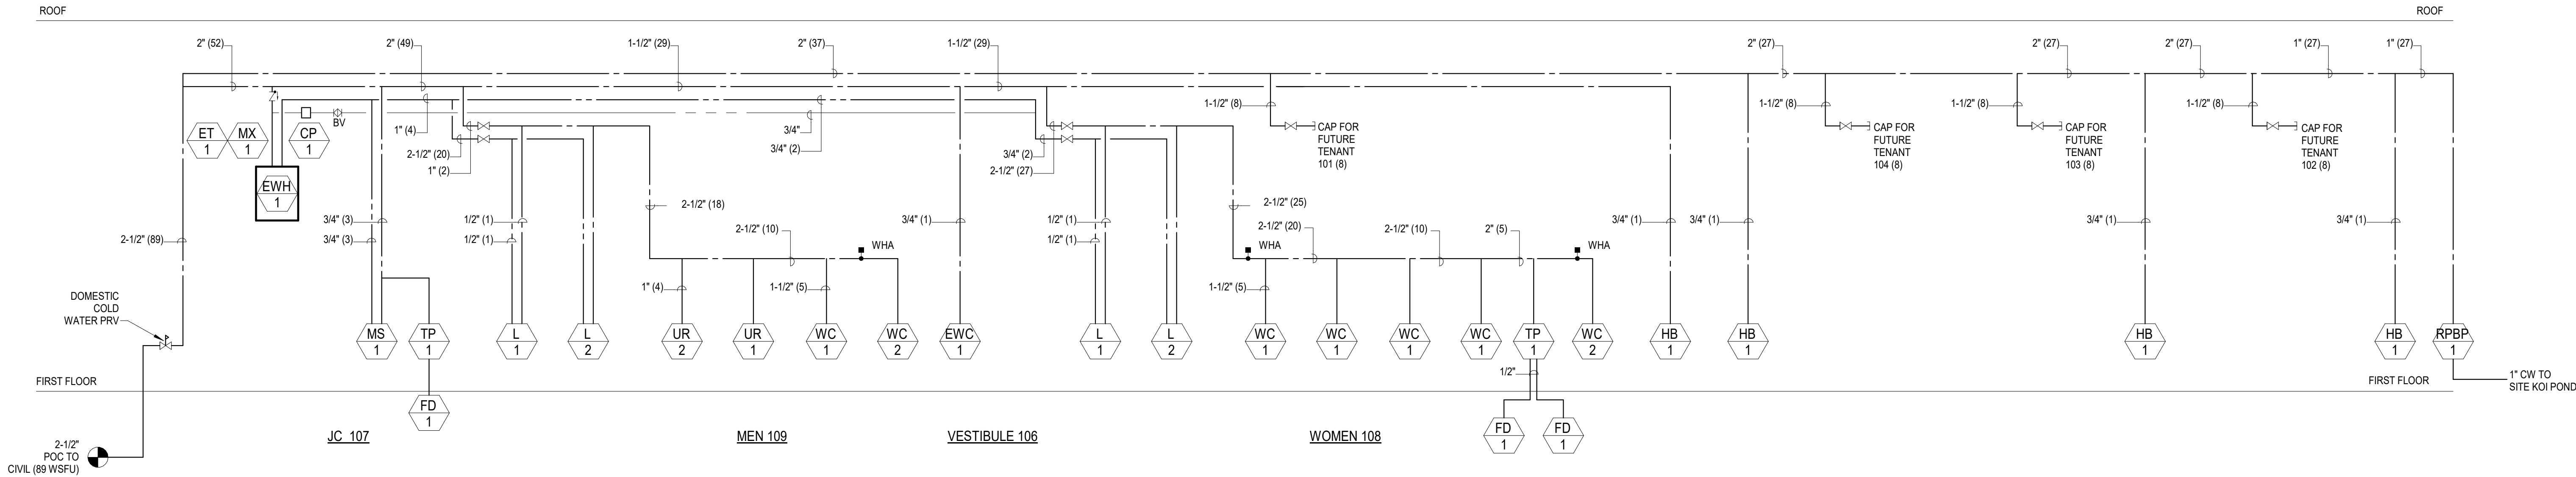 ROOF
ROOF
2" (52)
2" (49)
1-1/2" (29)
2" (37)
1-1/2" (29)
2" (27)
2" (27)
2" (27)
1" (27)
1" (27)
ET
1
MX
1
CP
1
BV
1" (4)
2-1/2" (20)
1" (2)
3/4"
3/4" (2)
3/4" (2)
2-1/2" (27)
1-1/2" (8)
CAP FOR
FUTURE
TENANT
101 (8)
1-1/2" (8)
CAP FOR
FUTURE
TENANT
104 (8)
1-1/2" (8)
CAP FOR
FUTURE
TENANT
103 (8)
1-1/2" (8)
CAP FOR
FUTURE
TENANT
102 (8)
EWH
1
2-1/2" (89)
3/4" (3)
3/4" (3)
1/2" (1)
1/2" (1)
2-1/2" (18)
2-1/2" (10)
WHA
3/4" (1)
1/2" (1)
1/2" (1)
2-1/2" (25)
2-1/2" (20)
WHA
2-1/2" (10)
2" (5)
WHA
3/4" (1)
3/4" (1)
3/4" (1)
3/4" (1)
1" (4)
1-1/2" (5)
1-1/2" (5)
DOMESTIC
COLD
WATER PRV
MS
1
TP
1
L
1
L
2
UR
2
UR
1
WC
1
WC
2
EWC
1
L
1
L
2
WC
1
WC
1
WC
1
WC
1
TP
1
WC
2
HB
1
HB
1
HB
1
HB
1
RPBP
1
1/2"
FIRST FLOOR
FIRST FLOOR
1" CW TO
SITE KOI POND
FD
1
FD
1
FD
1
JC 107
MEN 109
VESTIBULE 106
WOMEN 108
2-1/2"
POC TO
CIVIL (89 WSFU)